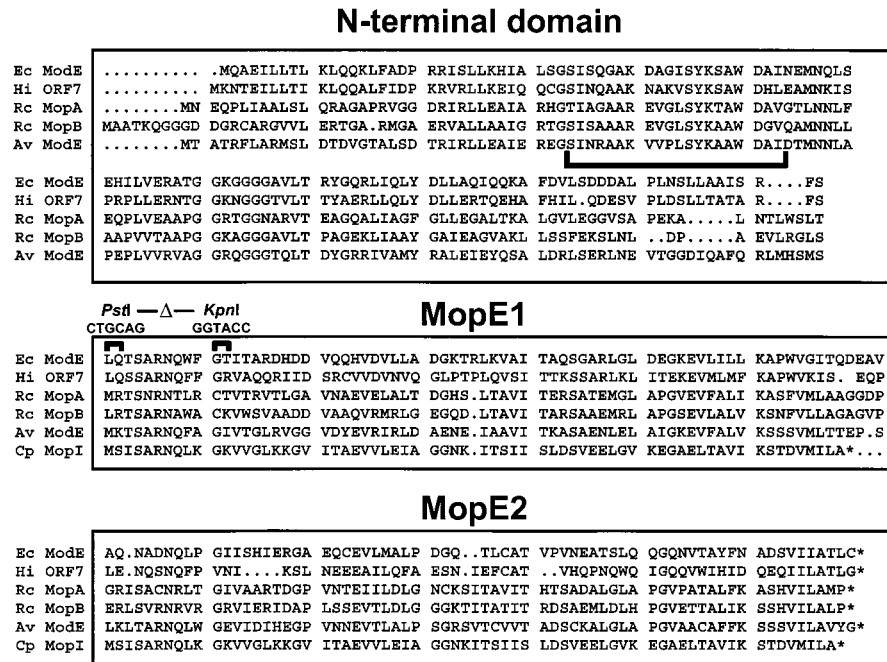 N-terminal domain
Ec ModE .......... .MQAEILLTL KLQQKLFADP RRISLLKHIA LSGSISQGAK DAGISYKSAW DAINEMNQLS
Hi ORF7 .......... MKNTEILLTI KLQQALFIDP KRVRLLKEIQ QCGSINQAAK NAKVSYKSAW DHLEAMNKIS
Rc MopA ........MN EQPLIAALSL QRAGAPRVGG DRIRLLEAIA RHGTIAGAAR EVGLSYKTAW DAVGTLNNLF
Rc MopB MAATKQGGGD DGRCARGVVL ERTGA.RMGA ERVALLAAIG RTGSISAAAR EVGLSYKAAW DGVQAMNNLL
Av ModE ........MT ATRFLARMSL DTDVGTALSD TRIRLLEAIE REGSINRAAK VVPLSYKAAW DAIDTMNNLA
Ec ModE EHILVERATG GKGGGGAVLT RYGQRLIQLY DLLAQIQQKA FDVLSDDDAL PLNSLLAAIS R....FS
Hi ORF7 PRPLLERNTG GKNGGGTVLT TYAERLLQLY DLLERTQEHA FHIL.QDESV PLDSLLTATA R....FS
Rc MopA EQPLVEAAPG GRTGGNARVT EAGQALIAGF GLLEGALTKA LGVLEGGVSA PEKA....L NTLWSLT
Rc MopB AAPVVTAAPG GKAGGGAVLT PAGEKLIAAY GAIEAGVAKL LSSFEKSLNL ..DP....A EVLRGLS
Av ModE PEPLVVRVAG GRQGGGTQLT DYGRRIVAMY RALEIEYQSA LDRLSERLNE VTGGDIQAFQ RLMHSMS
PstI —Δ— KpnI
MopE1
CTGCAG GGTACC
Ec ModE LQTSARNQWF GTITARDHDD VQQHVDVLLA DGKTRLKVAI TAQSGARLGL DEGKEVLILL KAPWVGITQDEAV
Hi ORF7 LQSSARNQFF GRVAQQRIID SRCVVDVNVQ GLPTPLQVSI TTKSSARLKL ITEKEVMLMF KAPWVKIS. EQP
Rc MopA MRTSNRNTLR CTVTRVTLGA VNAEVELALT DGHS.LTAVI TERSATEMGL APGVEVFALI KASFVMLAAGGDP
Rc MopB LRTSARNAWA CKVWSVAADD VAAQVRMRLG EGQD.LTAVI TARSAAEMRL APGSEVLALV KSNFVLLAGAGVP
Av ModE MKTSARNQFA GIVTGLRVGG VDYEVRIRLD AENE.IAAVI TKASAENLEL AIGKEVFALV KSSSVMLTTEP.S
Cp MopI MSISARNQLK GKVVGLKKGV ITAEVVLEIA GGNK.ITSII SLDSVEELGV KEGAELTAVI KSTDVMILA*...
MopE2
Ec ModE AQ.NADNQLP GIISHIERGA EQCEVLMALP DGQ..TLCAT VPVNEATSLQ QGQNVTAYFN ADSVIIATLC*
Hi ORF7 LE.NQSNQFP VNI....KSL NEEEAILQFA ESN.IEFCAT ..VHQPNQWQ IGQQVWIHID QEQIILATLG*
Rc MopA GRISACNRLT GIVAARTDGP VNTEIILDLG NCKSITAVIT HTSADALGLA PGVPATALFK ASHVILAMP*
Rc MopB ERLSVRNRVR GRVIERIDAP LSSEVTLDLG GGKTITATIT RDSAEMLDLH PGVETTALIK SSHVILALP*
Av ModE LKLTARNQLW GEVIDIHEGP VNNEVTLALP SGRSVTCVVT ADSCKALGLA PGVAACAFFK SSSVILAVYG*
Cp MopI MSISARNQLK GKVVGLKKGV ITAEVVLEIA GGNKITSIIS LDSVEELGVK EGAELTAVIK STDVMILA*